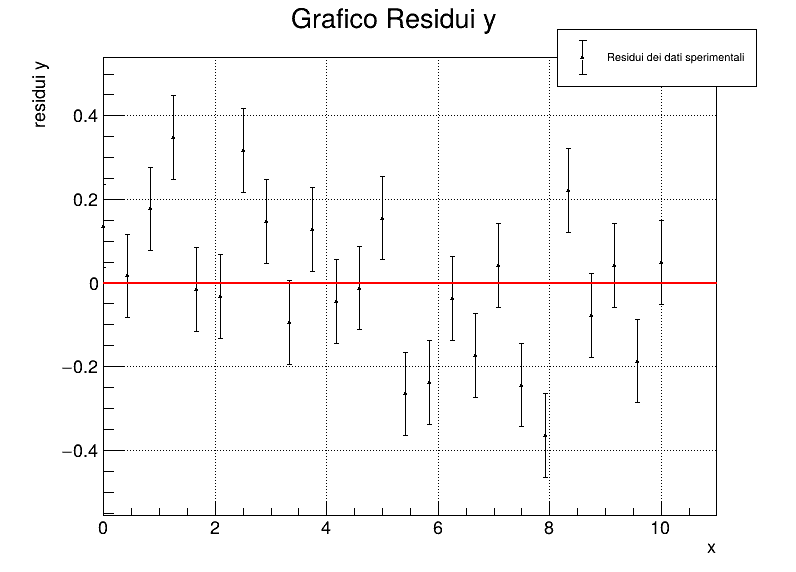 Grafico Residui y
Residui dei dati sperimentali
residui y
0.4
0.2
0
−0.2
−0.4
0 2 4 6 8 10
x